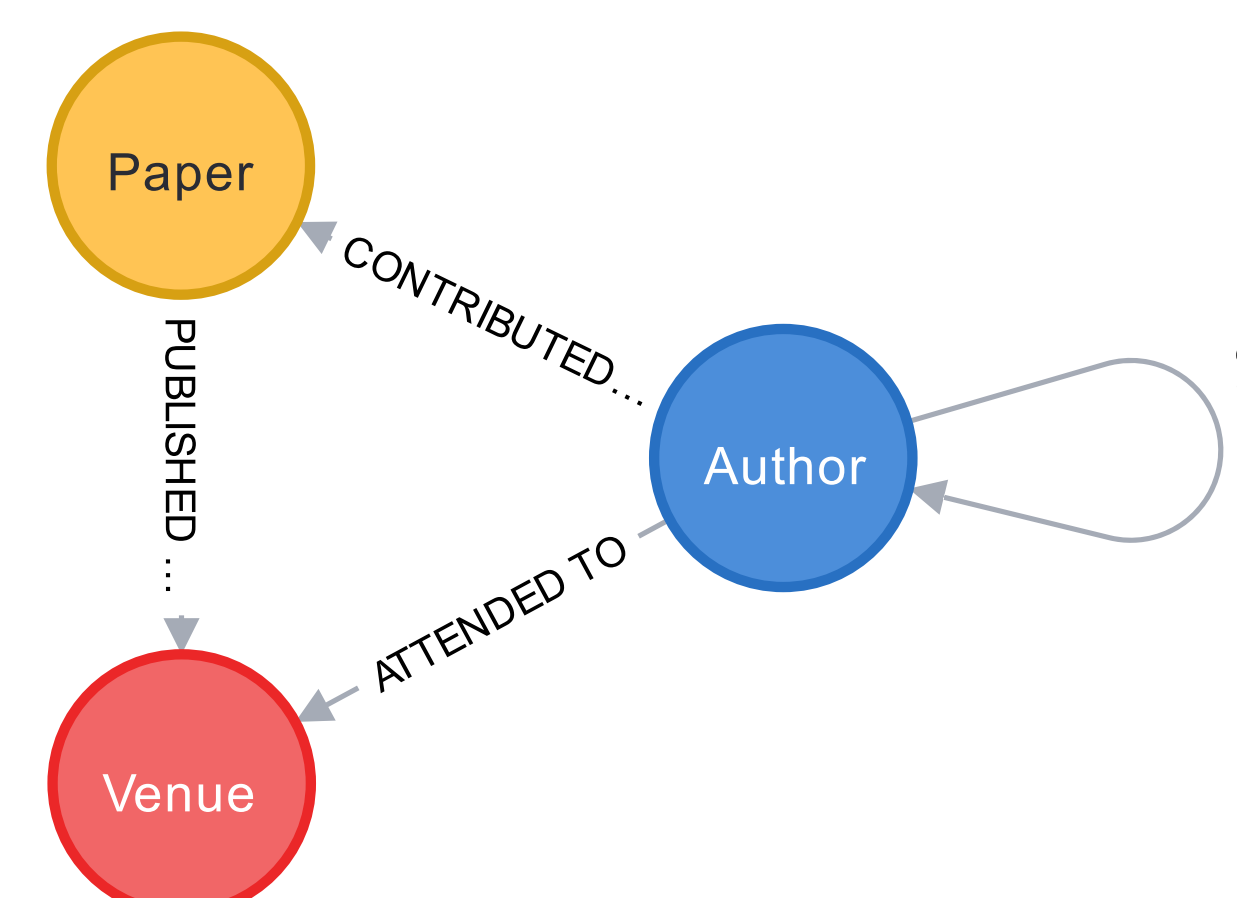 Paper
CONTRIBUTED...
PUBLISHED ...
Author
ATTENDED TO
Venue